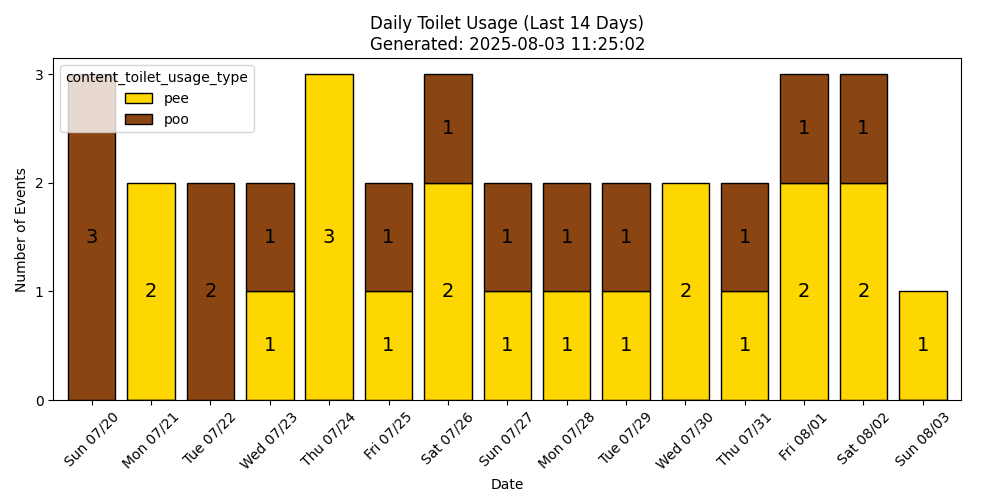 Daily Toilet Usage (Last 14 Days)
Generated: 2025-08-03 11:25:02
content_toilet_usage_type
pee
poo
Number of Events
3
2
1
0
3
2
2
1
1
3
1
1
1
2
1
1
1
1
1
1
2
1
1
1
2
1
2
1
Sun 07/20
Mon 07/21
Tue 07/22
Wed 07/23
Thu 07/24
Fri 07/25
Sat 07/26
Sun 07/27
Mon 07/28
Tue 07/29
Wed 07/30
Thu 07/31
Fri 08/01
Sat 08/02
Sun 08/03
Date